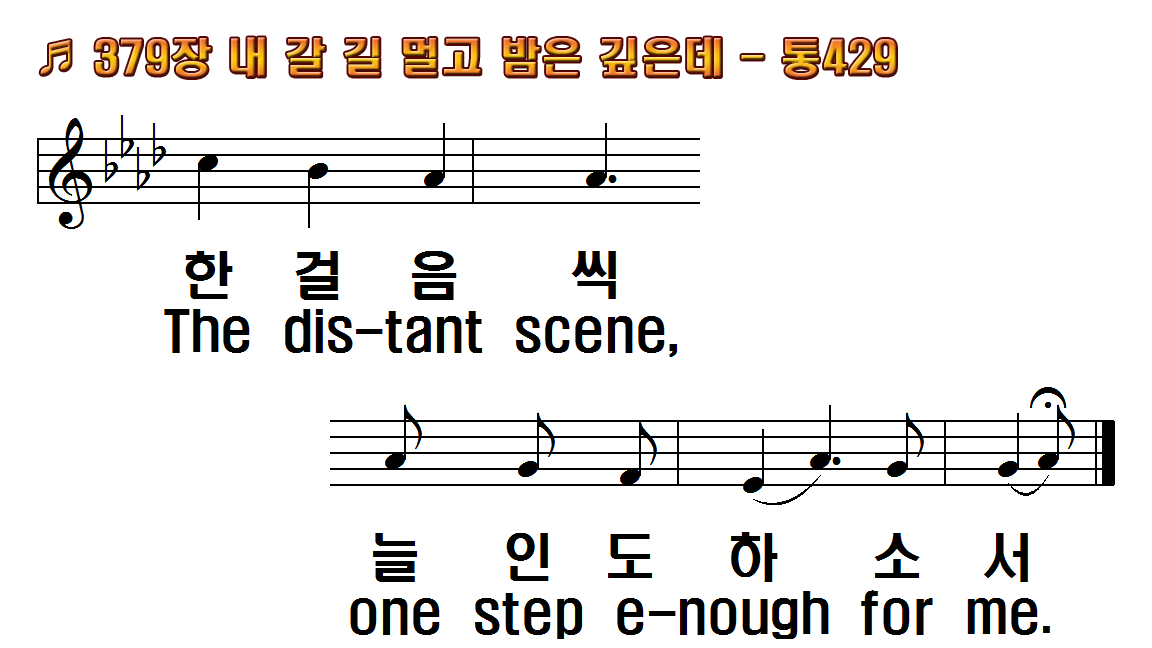 ♬ 379장 내 갈 길 멀고 밤은 깊은데 - 통429
한 걸 음 씩
The dis-tant scene,
늘 인 도 하 소 서
one step e-nough for me.